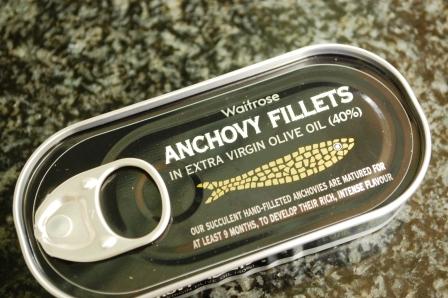 Waitrose
ANCHOVY FILLETS
IN EXTRA VIRGIN OLIVE OIL (40%)
OUR SUCCULENT HAND-FILLETED ANCHOVIES ARE MATURED FOR
AT LEAST 9 MONTHS, TO DEVELOP THEIR RICH, INTENSE FLAVOUR